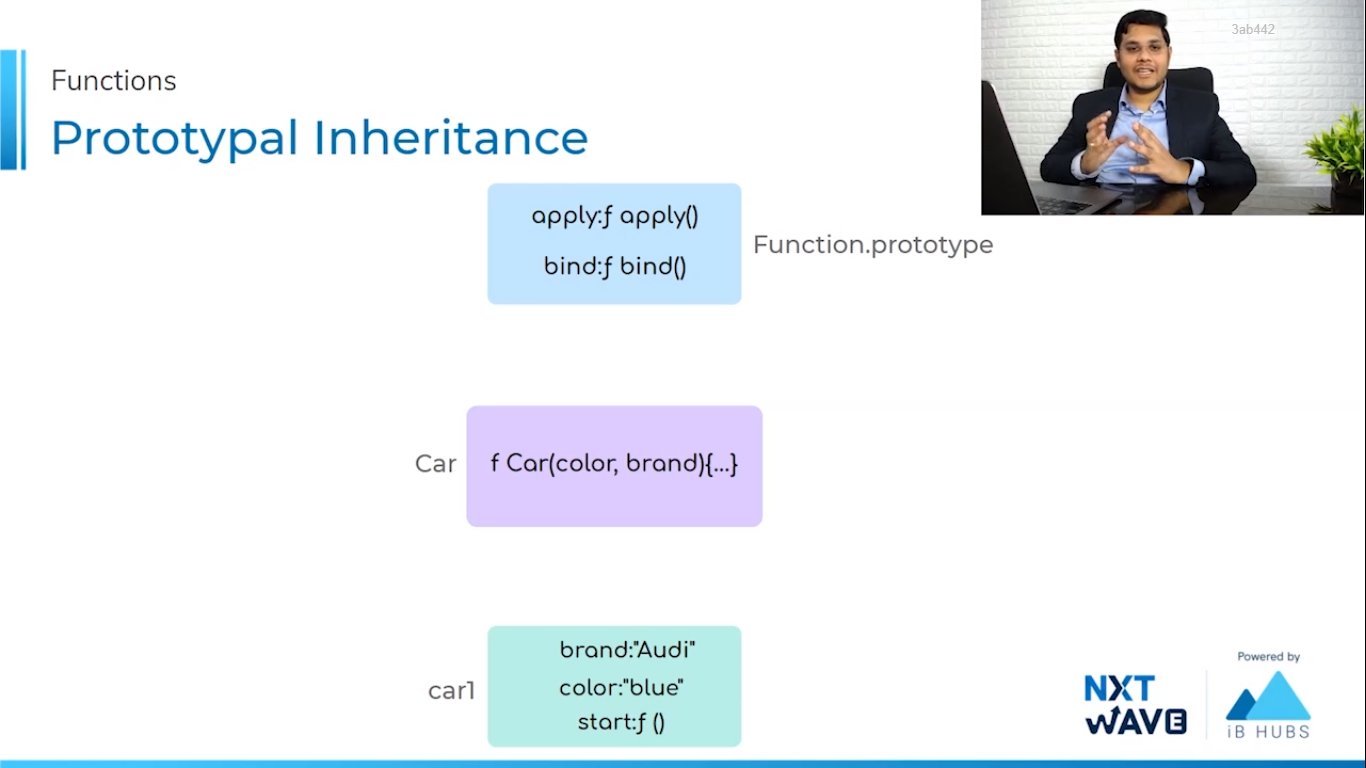 3ab442
Functions
Prototypal Inheritance
apply:ƒ apply()
bind:ƒ bind()
Function.prototype
Car
f Car(color, brand){...}
car1
brand:"Audi"
color:"blue"
start:ƒ ()
Powered by
NXT
WAVE
iB HUBS